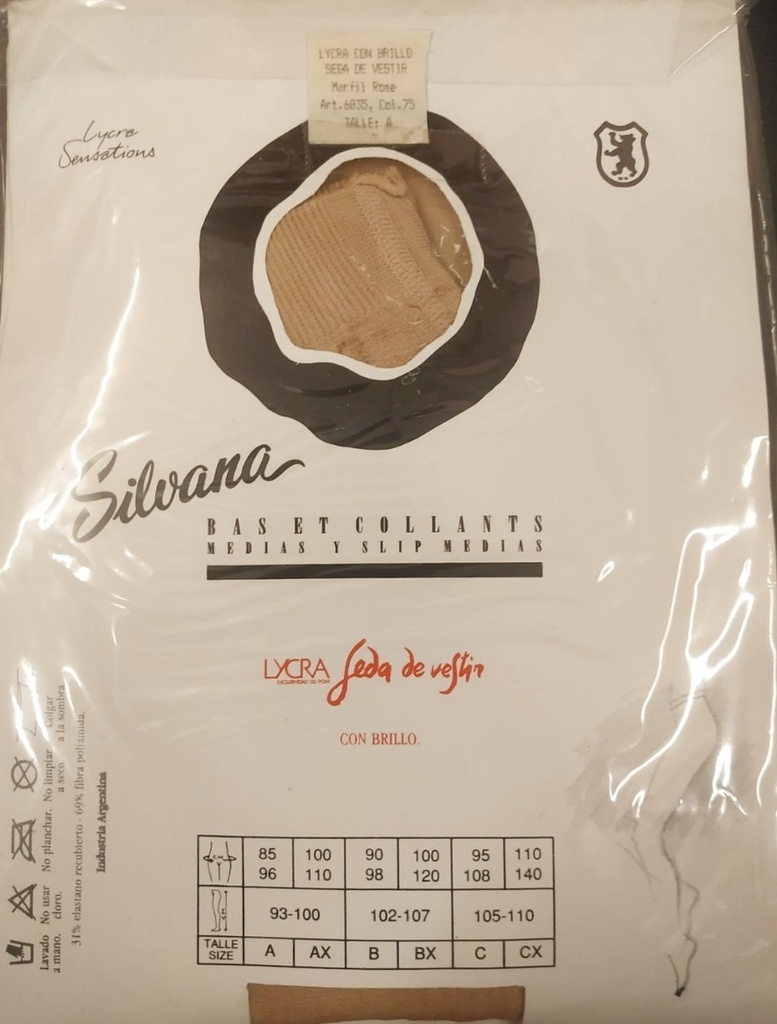 LYCRA CON BRILLO
SEDA DE VESTIR
Marfil Rose
Art.6035, Col.75
TALLE: A
Lycra
Sensations
Silvana
BAS ET COLLANTS
MEDIAS Y SLIP MEDIAS
LYCRA Seda de vestir
EXCLUSIVIDAD DU PONT
CON BRILLO.
85 100 90 100 95 110
96 110 98 120 108 140
93-100 102-107 105-110
TALLE A AX B BX C CX
SIZE
Lavado No usar No planchar. No limpiar Colgar
a mano. cloro. a seco a la sombra.
31% elastano recubierto - 69% fibra poliamida.
Industria Argentina